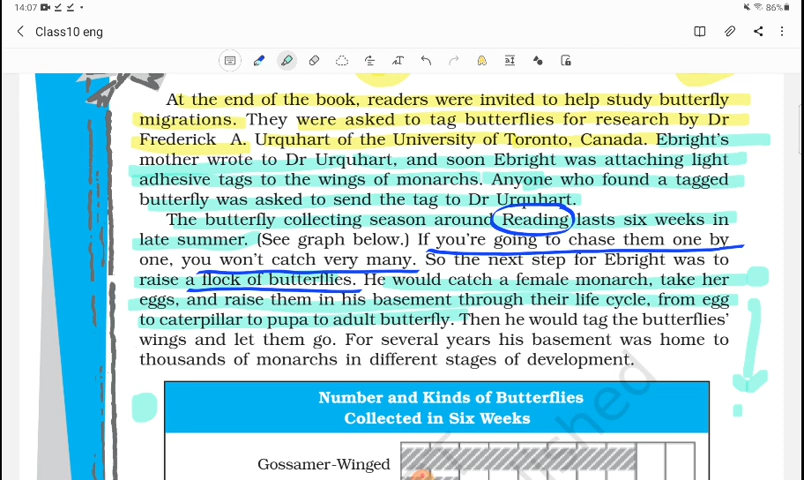 14:07
86%
Class10 eng
At the end of the book, readers were invited to help study butterfly
migrations. They were asked to tag butterflies for research by Dr
Frederick A. Urquhart of the University of Toronto, Canada. Ebright's
mother wrote to Dr Urquhart, and soon Ebright was attaching light
adhesive tags to the wings of monarchs. Anyone who found a tagged
butterfly was asked to send the tag to Dr Urquhart.
The butterfly collecting season around Reading lasts six weeks in
late summer. (See graph below.) If you're going to chase them one by
one, you won't catch very many. So the next step for Ebright was to
raise a flock of butterflies. He would catch a female monarch, take her
eggs, and raise them in his basement through their life cycle, from egg
to caterpillar to pupa to adult butterfly. Then he would tag the butterflies'
wings and let them go. For several years his basement was home to
thousands of monarchs in different stages of development.
Number and Kinds of Butterflies
Collected in Six Weeks
Gossamer-Winged